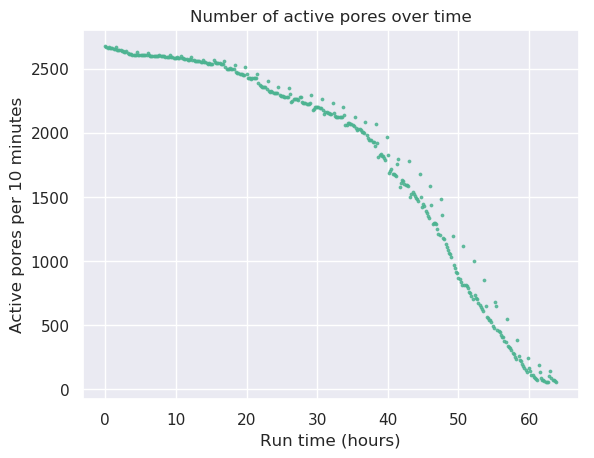 Number of active pores over time
Active pores per 10 minutes
2500
2000
1500
1000
500
0
0 10 20 30 40 50 60
Run time (hours)